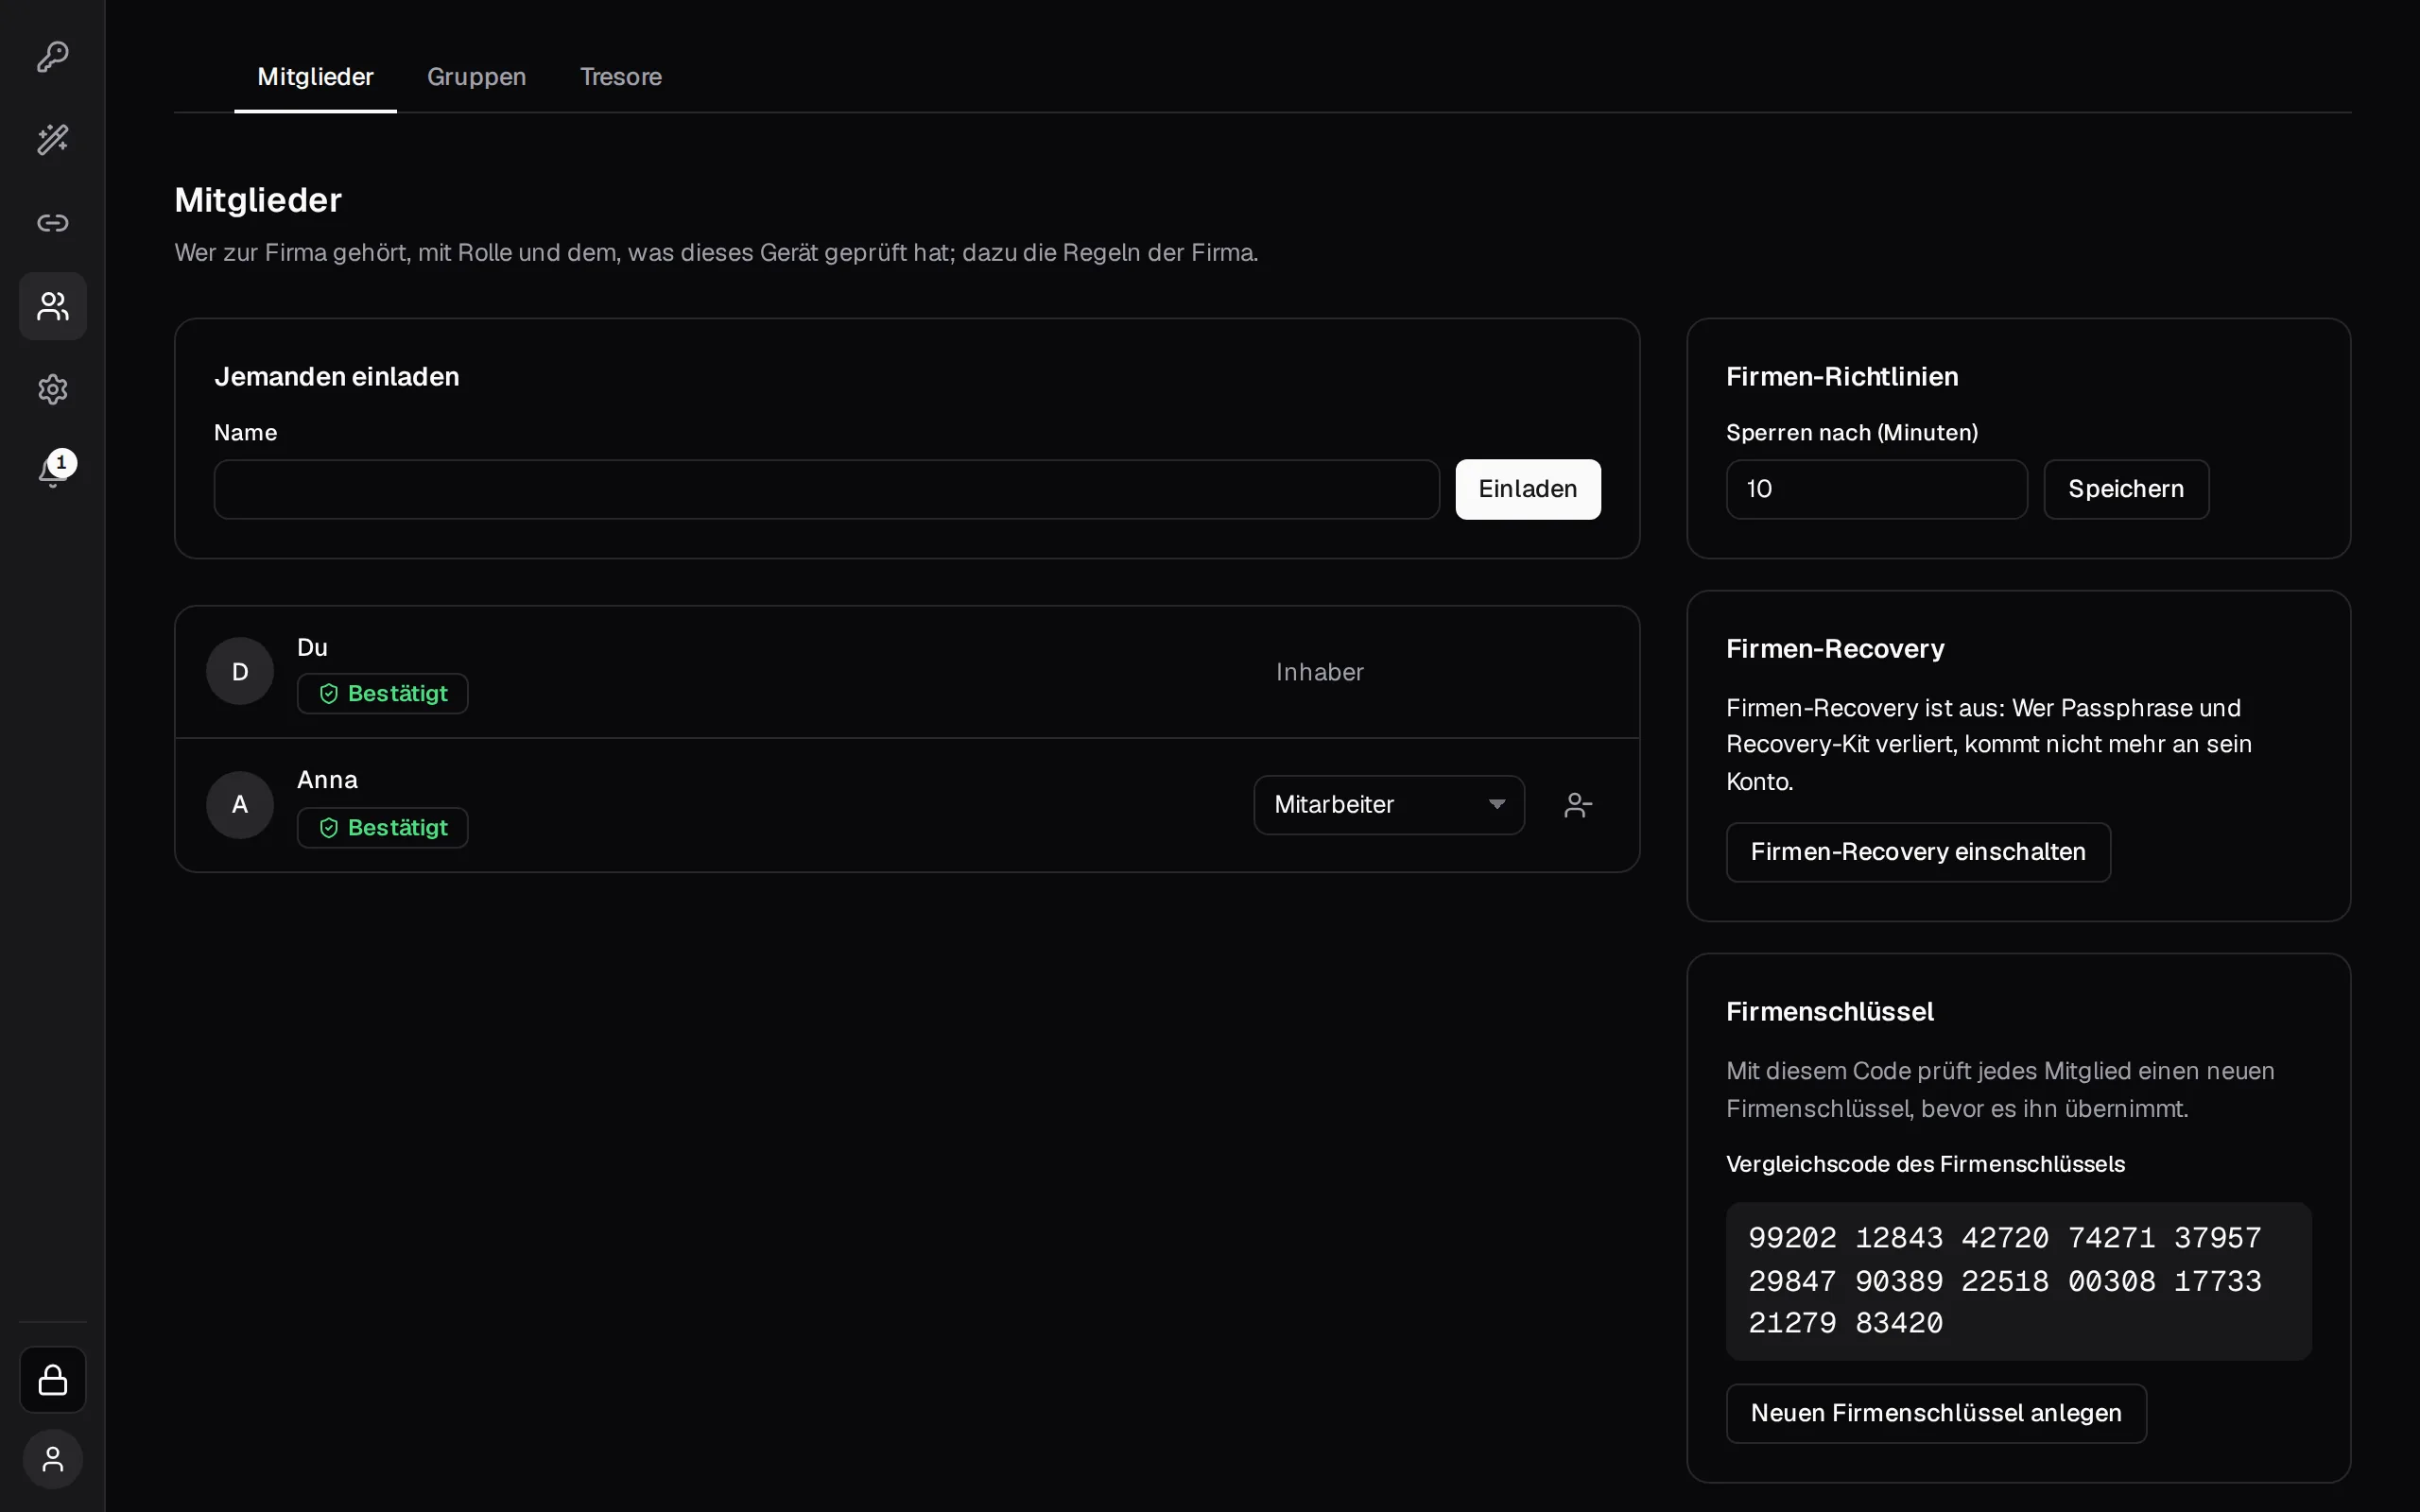 Mitglieder
Gruppen
Tresore
Mitglieder
Wer zur Firma gehört, mit Rolle und dem, was dieses Gerät geprüft hat; dazu die Regeln der Firma.
1
Jemanden einladen
Name
Einladen
D
Du
Bestätigt
Inhaber
A
Anna
Bestätigt
Mitarbeiter
Firmen-Richtlinien
Sperren nach (Minuten)
10
Speichern
Firmen-Recovery
Firmen-Recovery ist aus: Wer Passphrase und
Recovery-Kit verliert, kommt nicht mehr an sein
Konto.
Firmen-Recovery einschalten
Firmenschlüssel
Mit diesem Code prüft jedes Mitglied einen neuen
Firmenschlüssel, bevor es ihn übernimmt.
Vergleichscode des Firmenschlüssels
99202 12843 42720 74271 37957
29847 90389 22518 00308 17733
21279 83420
Neuen Firmenschlüssel anlegen